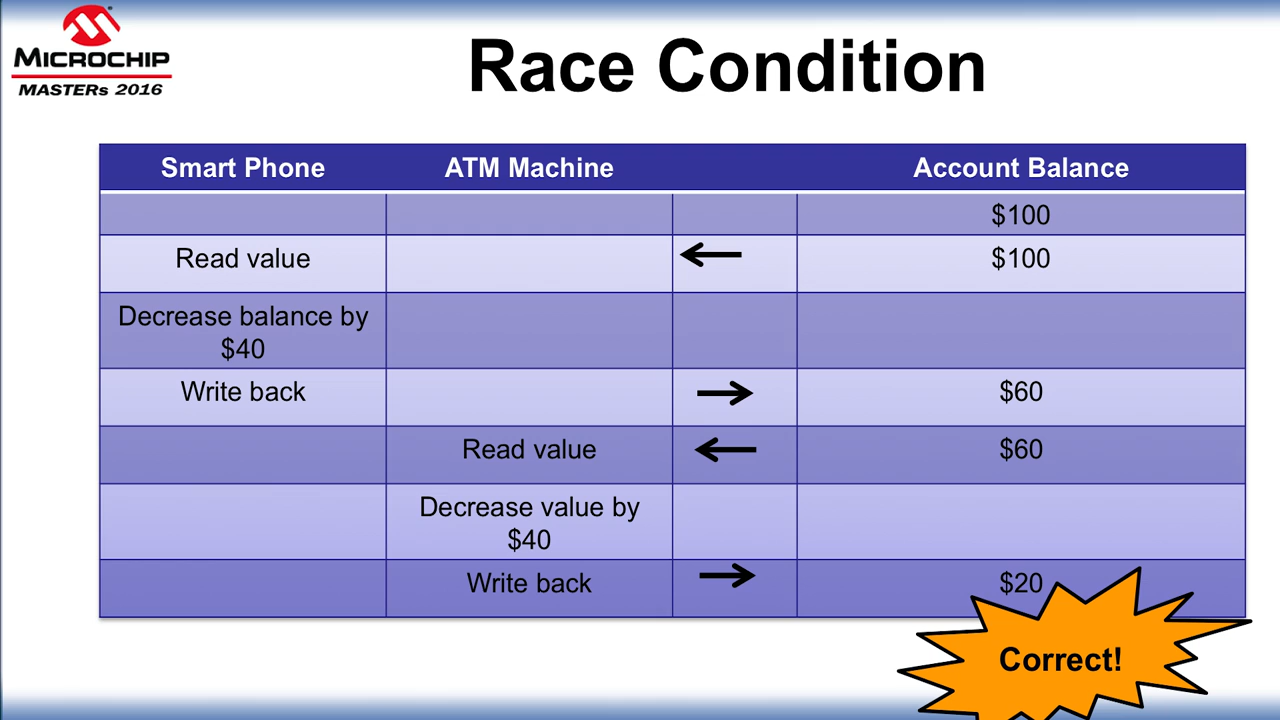 MICROCHIP
MASTERs 2016
Race Condition
Smart Phone ATM Machine Account Balance
$100
Read value $100
Decrease balance by
$40
Write back $60
Read value $60
Decrease value by
$40
Write back $20
Correct!